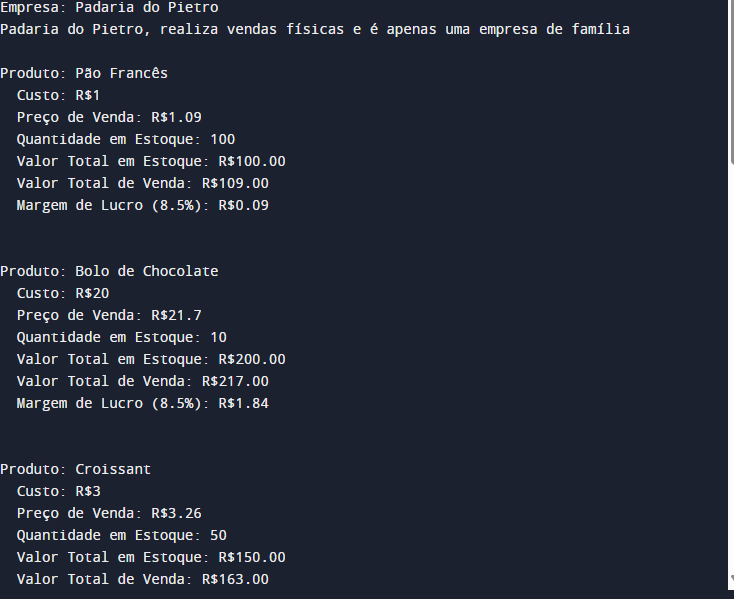 Empresa: Padaria do Pietro
Padaria do Pietro, realiza vendas físicas e é apenas uma empresa de família
Produto: Pão Francês
Custo: R$1
Preço de Venda: R$1.09
Quantidade em Estoque: 100
Valor Total em Estoque: R$100.00
Valor Total de Venda: R$109.00
Margem de Lucro (8.5%): R$0.09
Produto: Bolo de Chocolate
Custo: R$20
Preço de Venda: R$21.7
Quantidade em Estoque: 10
Valor Total em Estoque: R$200.00
Valor Total de Venda: R$217.00
Margem de Lucro (8.5%): R$1.84
Produto: Croissant
Custo: R$3
Preço de Venda: R$3.26
Quantidade em Estoque: 50
Valor Total em Estoque: R$150.00
Valor Total de Venda: R$163.00